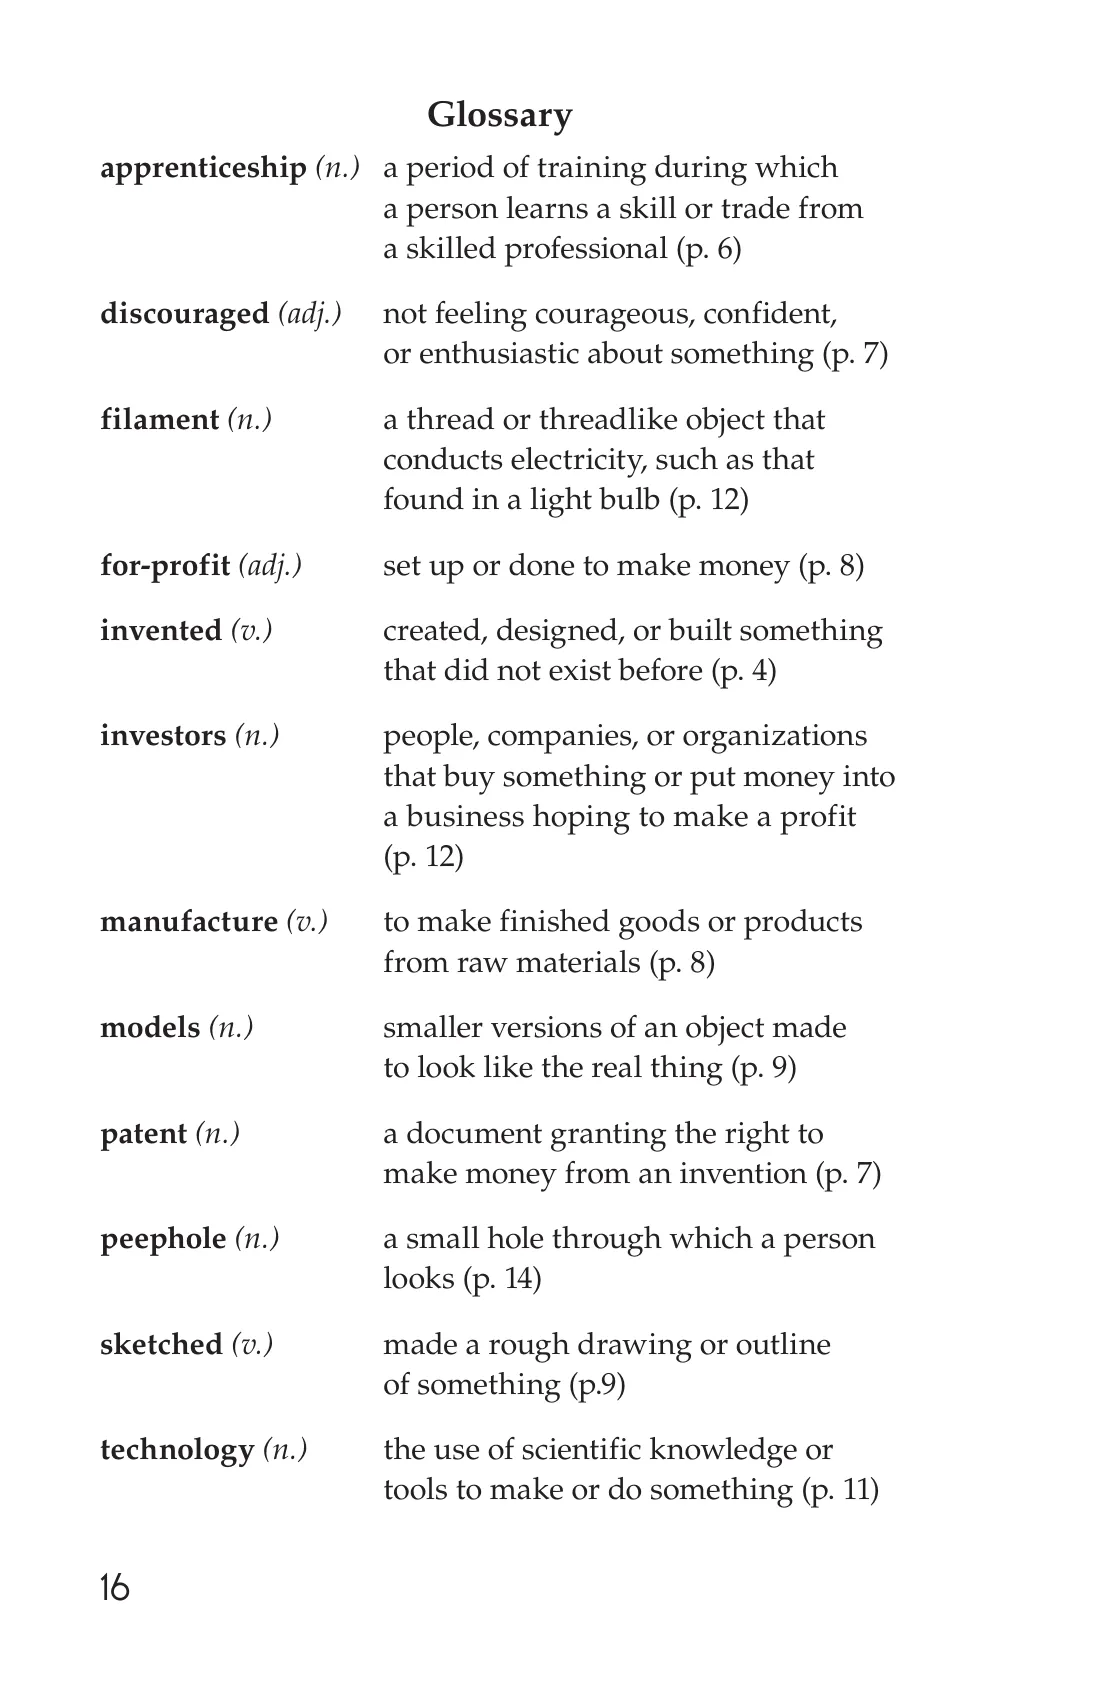 Glossary
apprenticeship (n.) a period of training during which
a person learns a skill or trade from
a skilled professional (p. 6)
discouraged (adj.) not feeling courageous, confident,
or enthusiastic about something (p. 7)
filament (n.) a thread or threadlike object that
conducts electricity, such as that
found in a light bulb (p. 12)
for-profit (adj.) set up or done to make money (p. 8)
invented (v.) created, designed, or built something
that did not exist before (p. 4)
investors (n.) people, companies, or organizations
that buy something or put money into
a business hoping to make a profit
(p. 12)
manufacture (v.) to make finished goods or products
from raw materials (p. 8)
models (n.) smaller versions of an object made
to look like the real thing (p. 9)
patent (n.) a document granting the right to
make money from an invention (p. 7)
peephole (n.) a small hole through which a person
looks (p. 14)
sketched (v.) made a rough drawing or outline
of something (p.9)
technology (n.) the use of scientific knowledge or
tools to make or do something (p. 11)
16